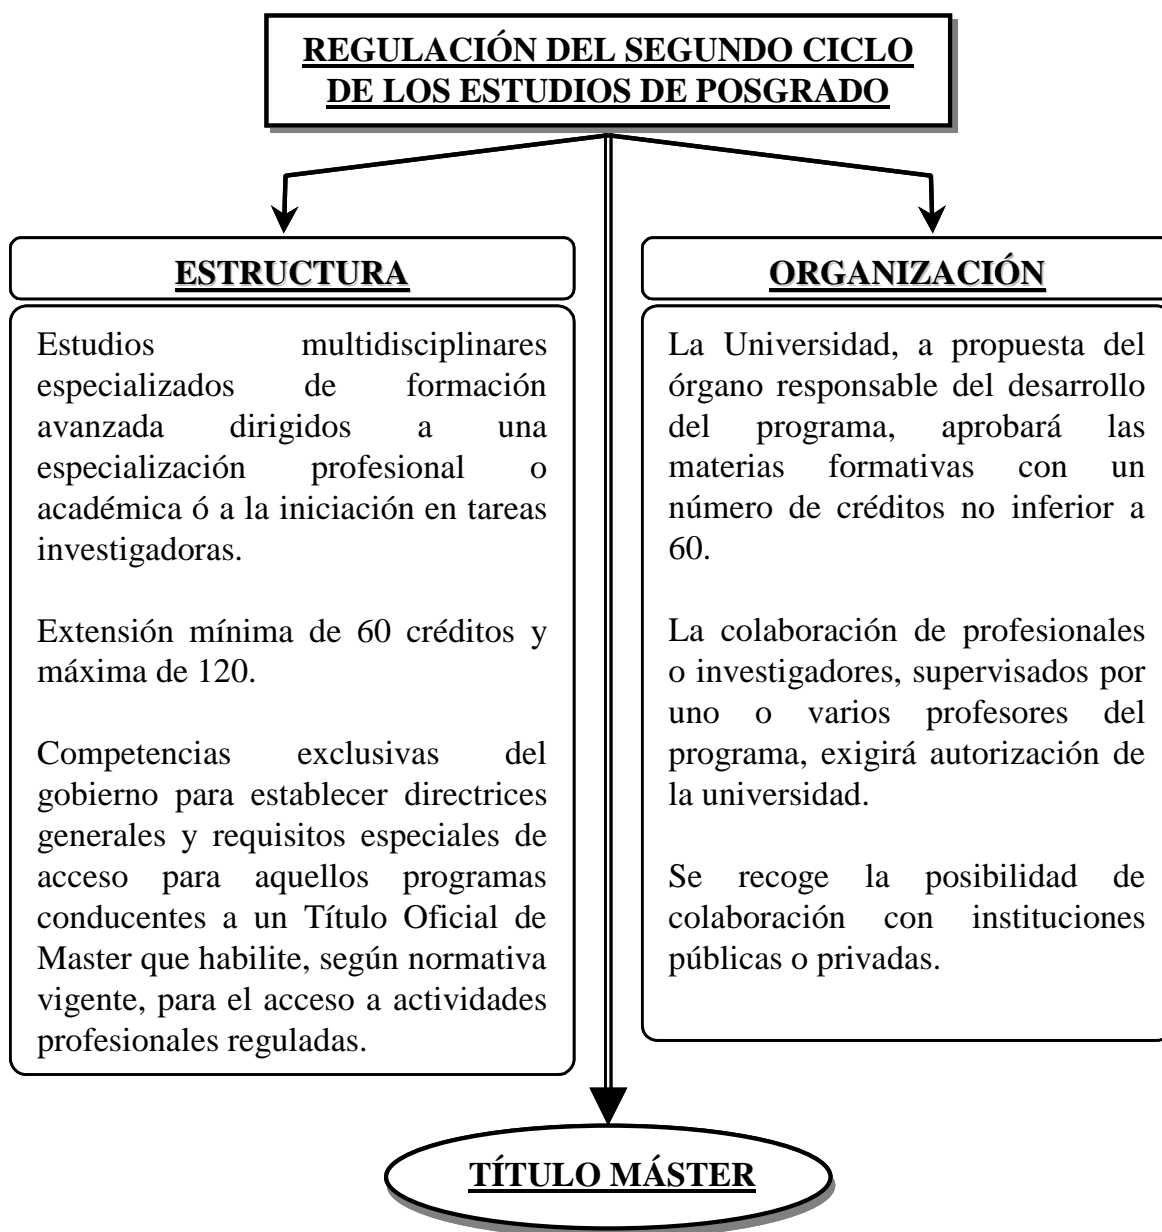 REGULACIÓN DEL SEGUNDO CICLO
DE LOS ESTUDIOS DE POSGRADO
ESTRUCTURA
Estudios multidisciplinares
especializados de formación
avanzada dirigidos a una
especialización profesional o
académica ó a la iniciación en tareas
investigadoras.
Extensión mínima de 60 créditos y
máxima de 120.
Competencias exclusivas del
gobierno para establecer directrices
generales y requisitos especiales de
acceso para aquellos programas
conducentes a un Título Oficial de
Master que habilite, según normativa
vigente, para el acceso a actividades
profesionales reguladas.
ORGANIZACIÓN
La Universidad, a propuesta del
órgano responsable del desarrollo
del programa, aprobará las
materias formativas con un
número de créditos no inferior a
60.
La colaboración de profesionales
o investigadores, supervisados por
uno o varios profesores del
programa, exigirá autorización de
la universidad.
Se recoge la posibilidad de
colaboración con instituciones
públicas o privadas.
TÍTULO MÁSTER